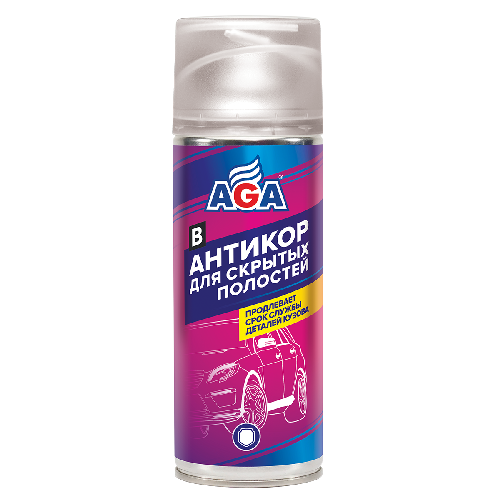 AGA
В
АНТИКОР
ДЛЯ СКРЫТЫХ
ПОЛОСТЕЙ
ПРОДЛЕВАЕТ
СРОК СЛУЖБЫ
ДЕТАЛЕЙ КУЗОВА